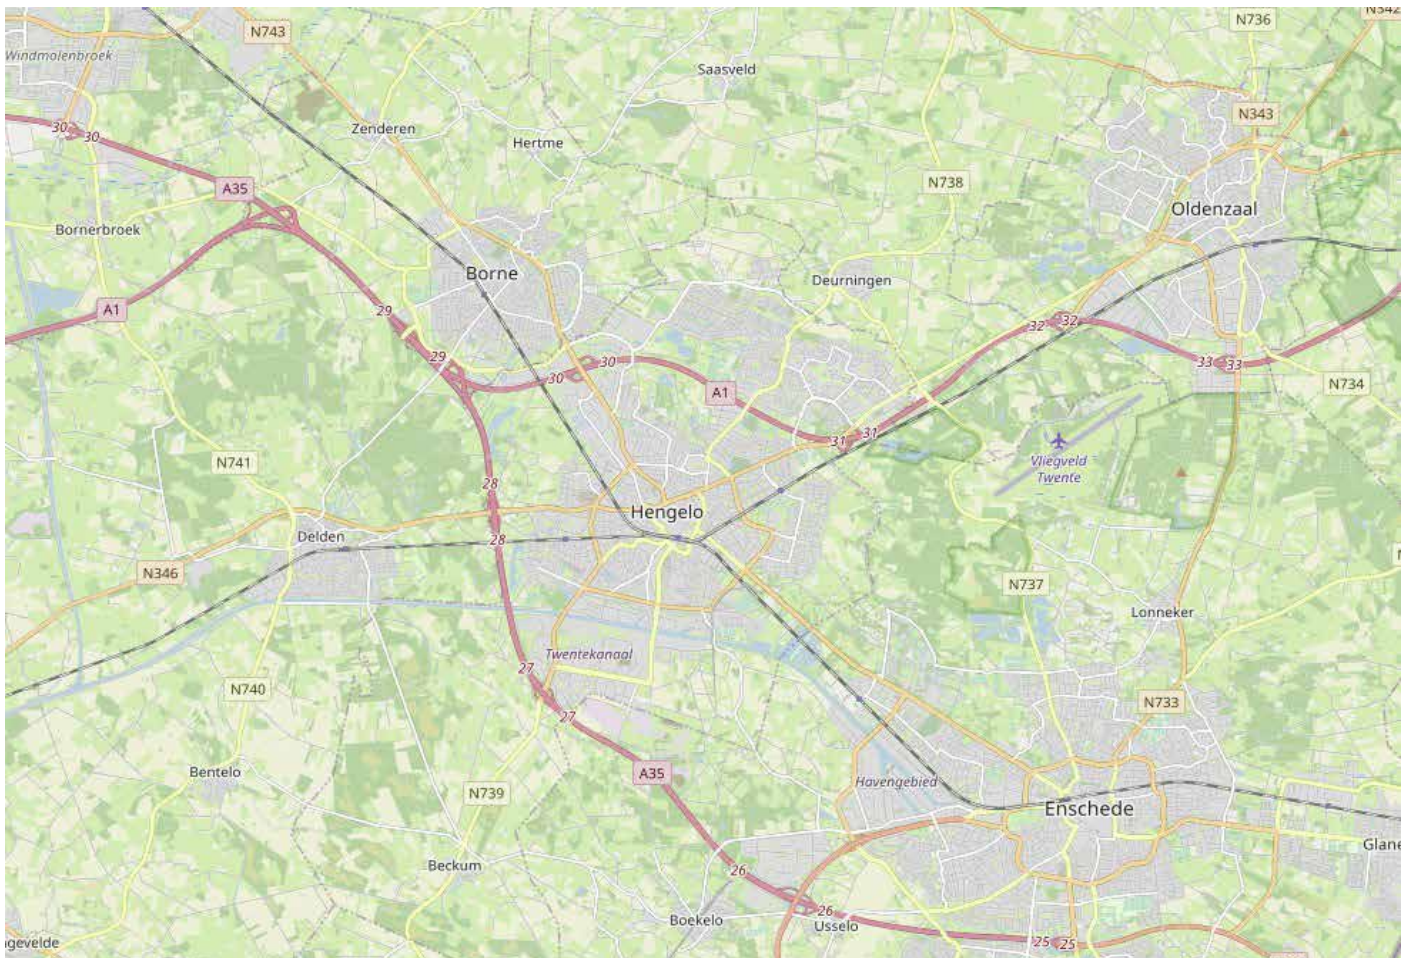 N342
N736
N743
Windmolenbroek
Saasveld
N343
30
30
Zenderen
Hertme
N738
A35
Oldenzaal
Bornerbroek
Borne
Deurningen
A1
29
32
32
29
30
30
33
33
N734
A1
31
31
Vliegveld
Twente
N741
28
Hengelo
Delden
28
N346
N737
Lonneker
Twentekanaal
27
N740
N733
27
Bentelo
A35
Havengebied
N739
Enschede
Beckum
26
Boekelo
26
Usselo
25
25